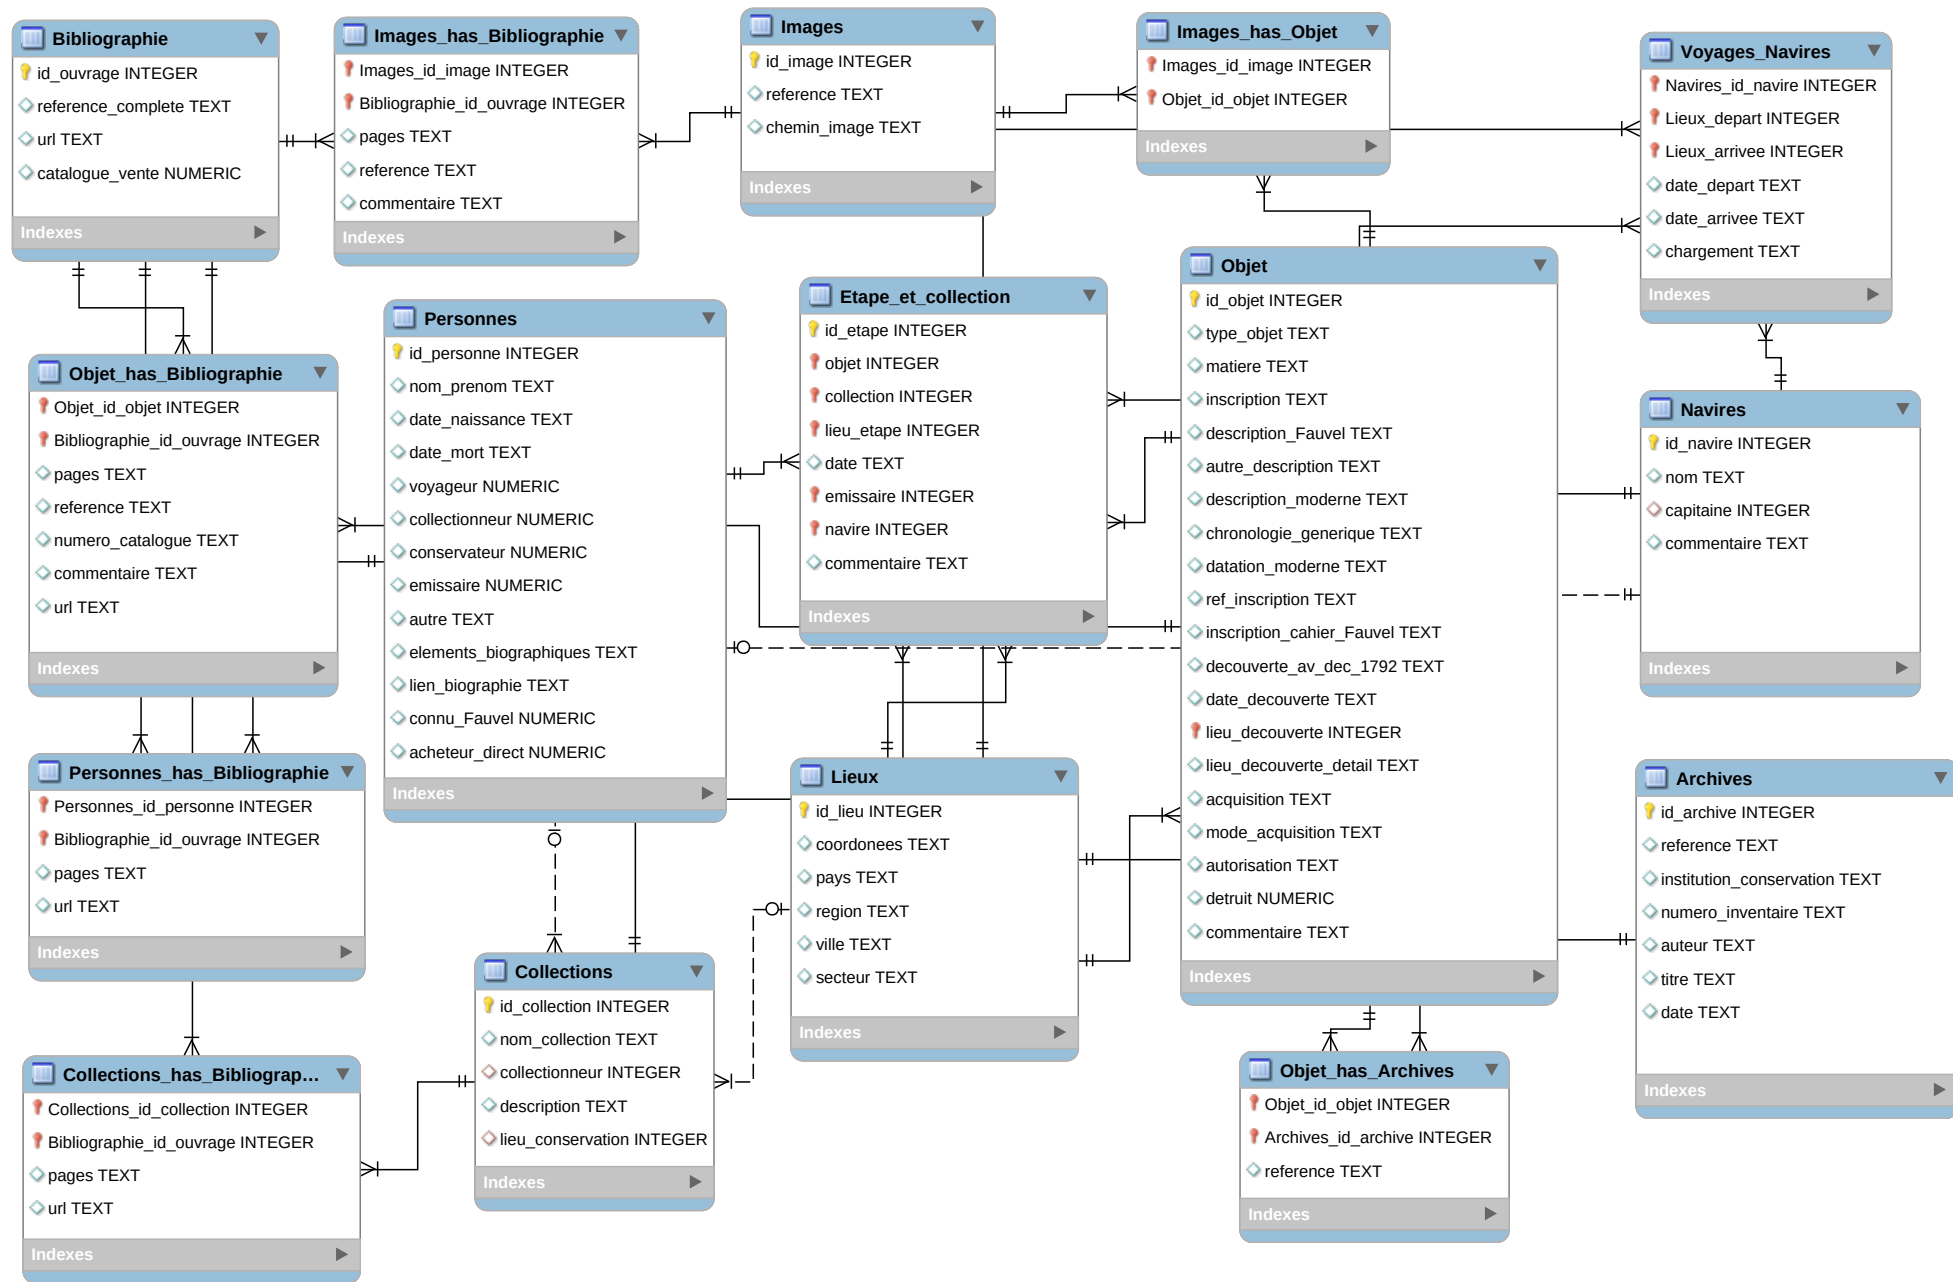 Bibliographie
id_ouvrage INTEGER
reference_complete TEXT
url TEXT
catalogue_vente NUMERIC
Indexes
Images_has_Bibliographie
Images_id_image INTEGER
Bibliographie_id_ouvrage INTEGER
pages TEXT
reference TEXT
commentaire TEXT
Indexes
Images
id_image INTEGER
reference TEXT
chemin_image TEXT
Indexes
Images_has_Objet
Images_id_image INTEGER
Objet_id_objet INTEGER
Indexes
Voyages_Navires
Navires_id_navire INTEGER
Lieux_depart INTEGER
Lieux_arrivee INTEGER
date_depart TEXT
date_arrivee TEXT
chargement TEXT
Indexes
Objet_has_Bibliographie
Objet_id_objet INTEGER
Bibliographie_id_ouvrage INTEGER
pages TEXT
reference TEXT
numero_catalogue TEXT
commentaire TEXT
url TEXT
Indexes
Personnes
id_personne INTEGER
nom_prenom TEXT
date_naissance TEXT
date_mort TEXT
voyageur NUMERIC
collectionneur NUMERIC
conservateur NUMERIC
emissaire NUMERIC
autre TEXT
elements_biographiques TEXT
lien_biographie TEXT
connu_Fauvel NUMERIC
acheteur_direct NUMERIC
Indexes
Etape_et_collection
id_etape INTEGER
objet INTEGER
collection INTEGER
lieu_etape INTEGER
date TEXT
emissaire INTEGER
navire INTEGER
commentaire TEXT
Indexes
Objet
id_objet INTEGER
type_objet TEXT
matiere TEXT
inscription TEXT
description_Fauvel TEXT
autre_description TEXT
description_moderne TEXT
chronologie_generique TEXT
datation_moderne TEXT
ref_inscription TEXT
inscription_cahier_Fauvel TEXT
decouverte_av_dec_1792 TEXT
date_decouverte TEXT
lieu_decouverte INTEGER
lieu_decouverte_detail TEXT
acquisition TEXT
mode_acquisition TEXT
autorisation TEXT
detruit NUMERIC
commentaire TEXT
Indexes
Navires
id_navire INTEGER
nom TEXT
capitaine INTEGER
commentaire TEXT
Indexes
Personnes_has_Bibliographie
Personnes_id_personne INTEGER
Bibliographie_id_ouvrage INTEGER
pages TEXT
url TEXT
Indexes
Lieux
id_lieu INTEGER
coordonees TEXT
pays TEXT
region TEXT
ville TEXT
secteur TEXT
Indexes
Archives
id_archive INTEGER
reference TEXT
institution_conservation TEXT
numero_inventaire TEXT
auteur TEXT
titre TEXT
date TEXT
Indexes
Collections_has_Bibliograp...
Collections_id_collection INTEGER
Bibliographie_id_ouvrage INTEGER
pages TEXT
url TEXT
Indexes
Collections
id_collection INTEGER
nom_collection TEXT
collectionneur INTEGER
description TEXT
lieu_conservation INTEGER
Indexes
Objet_has_Archives
Objet_id_objet INTEGER
Archives_id_archive INTEGER
reference TEXT
Indexes